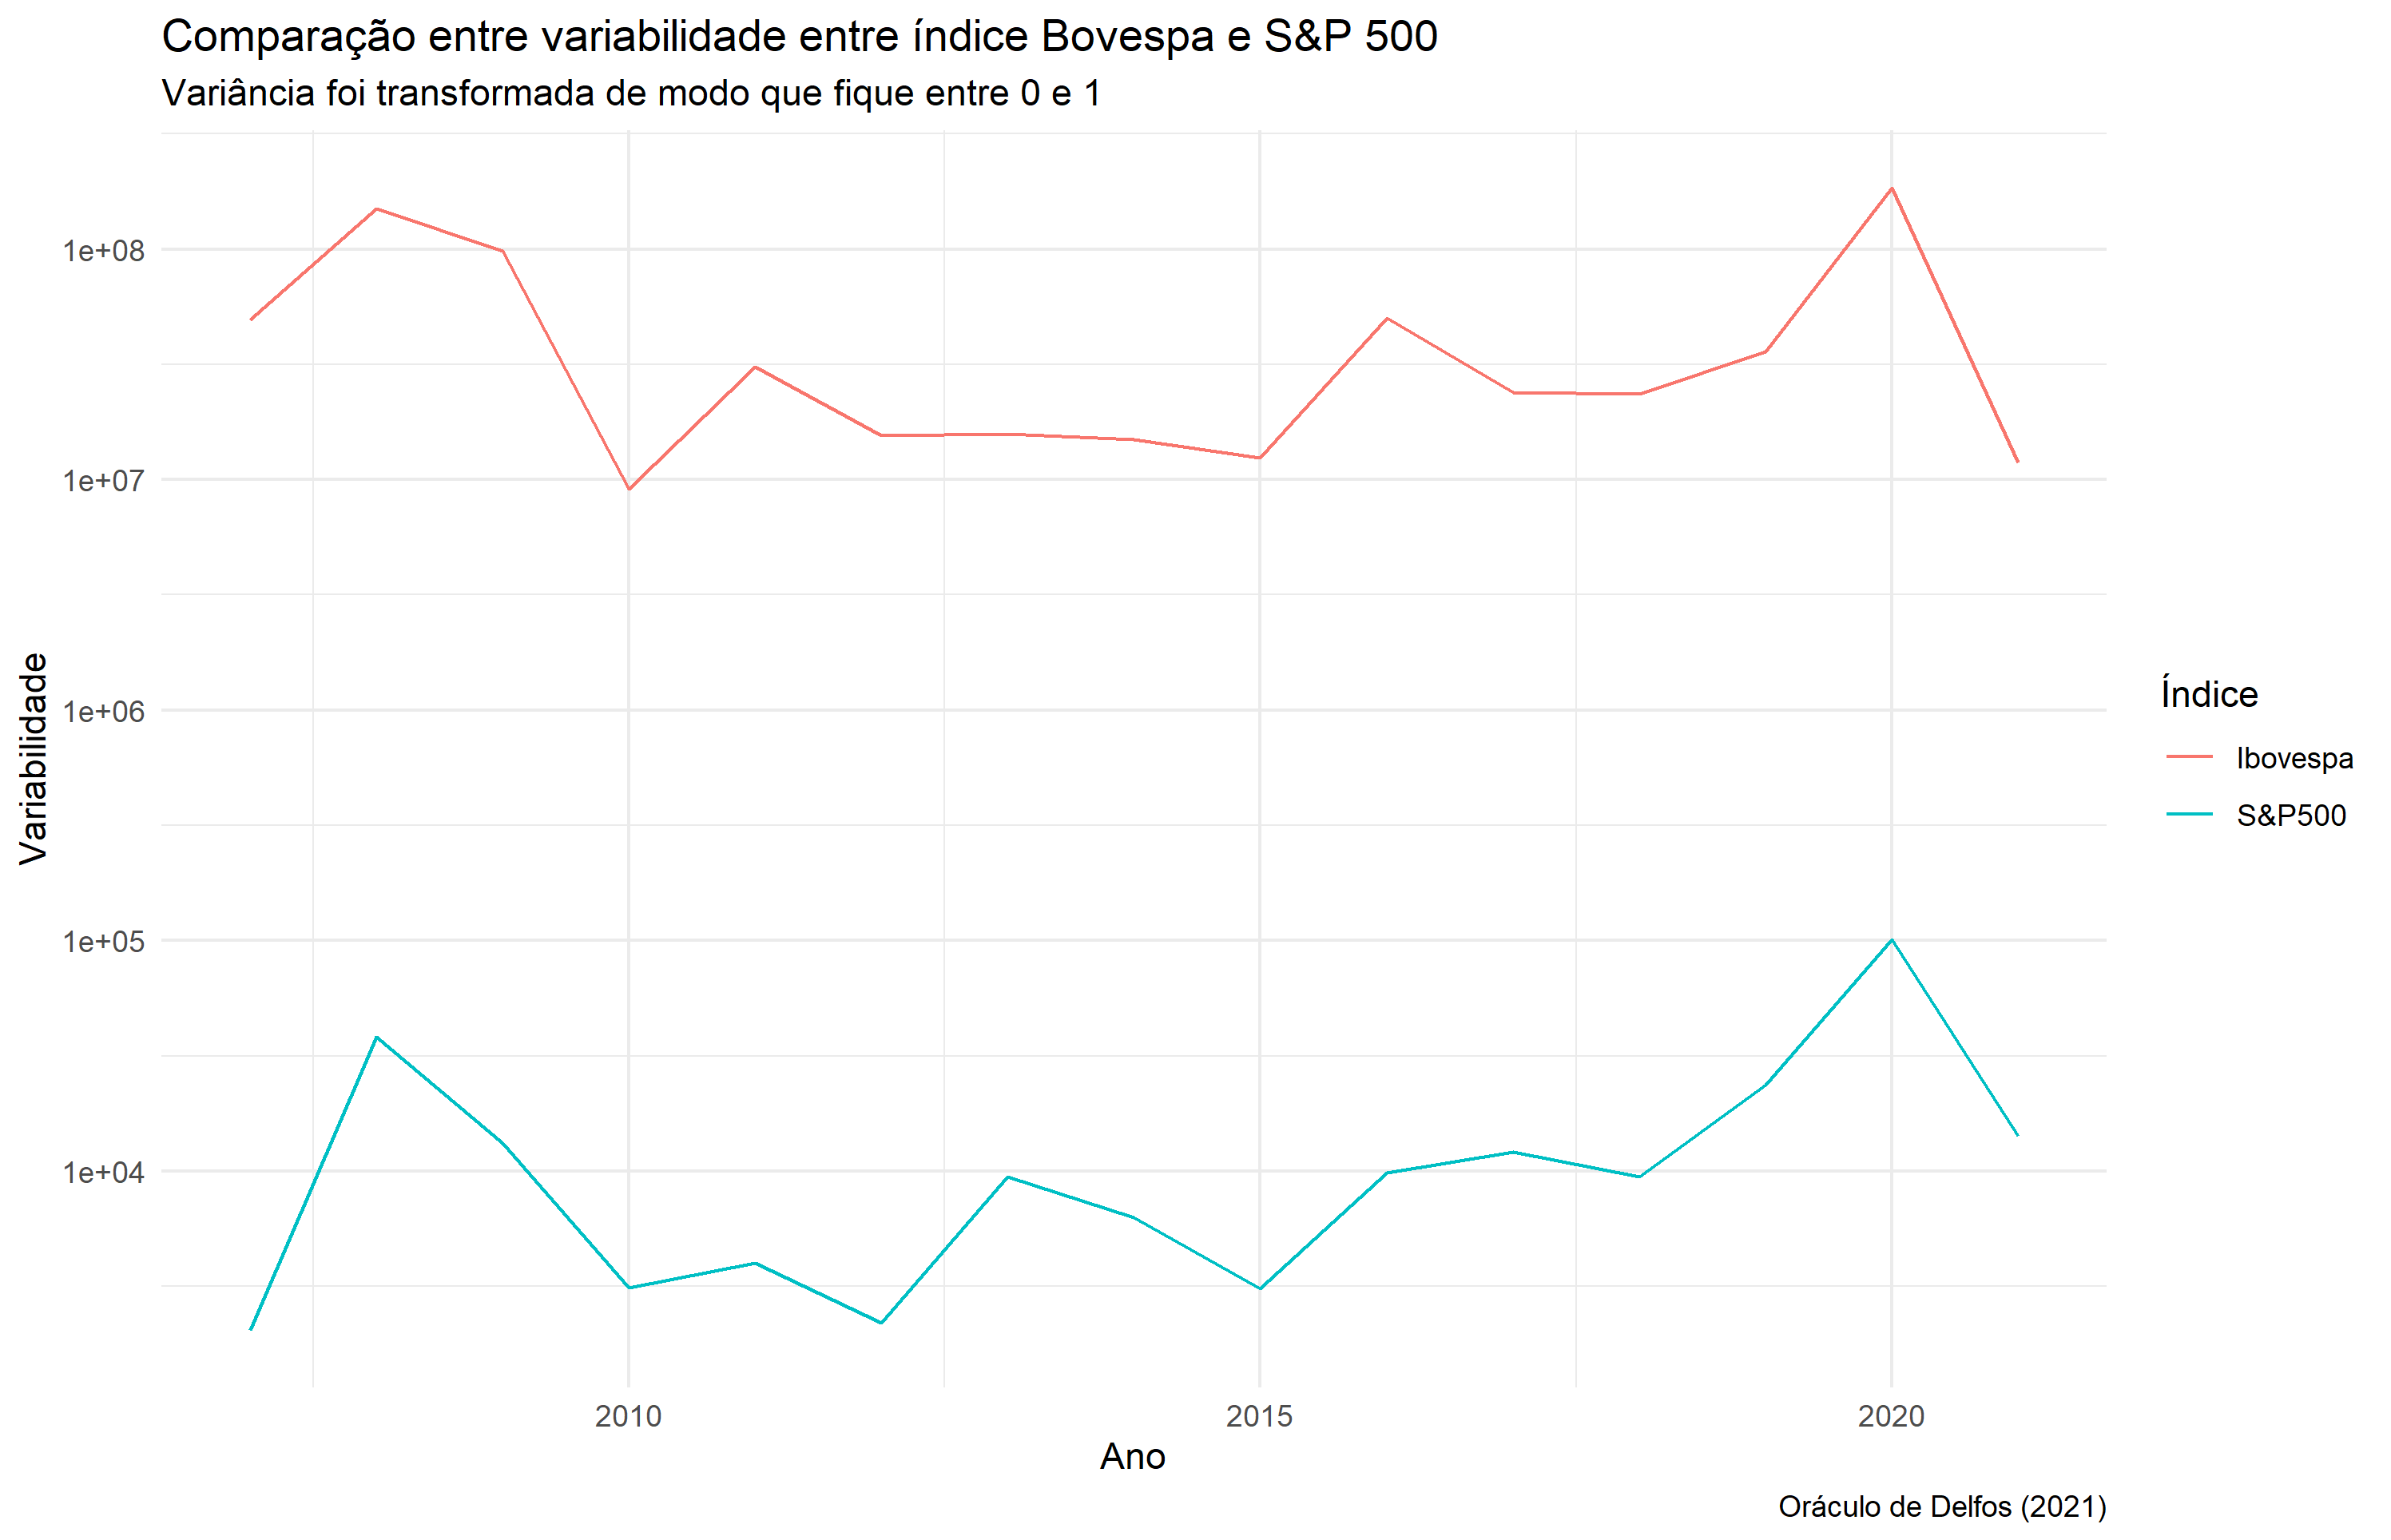 Comparação entre variabilidade entre índice Bovespa e S&P 500
Variância foi transformada de modo que fique entre 0 e 1
1e+08
1e+07
1e+06
1e+05
1e+04
Variabilidade
2010
2015
2020
Ano
Índice
Ibovespa
S&P500
Oráculo de Delfos (2021)